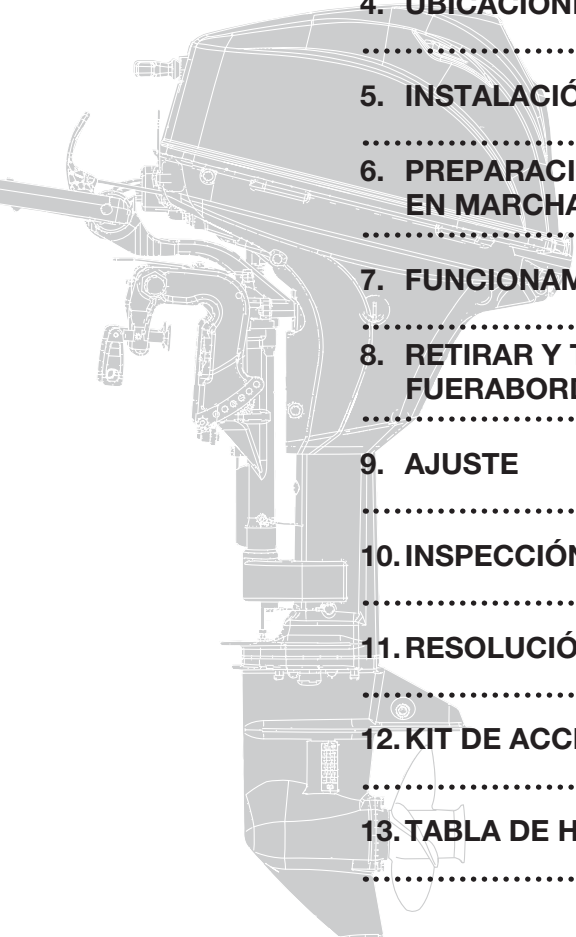 4. UBICACION
5. INSTALACIÓ
6. PREPARACI
EN MARCHA
7. FUNCIONAM
8. RETIRAR Y T
FUERABORD
9. AJUSTE
10. INSPECCIÓN
11. RESOLUCIÓ
12. KIT DE ACC
13. TABLA DE H